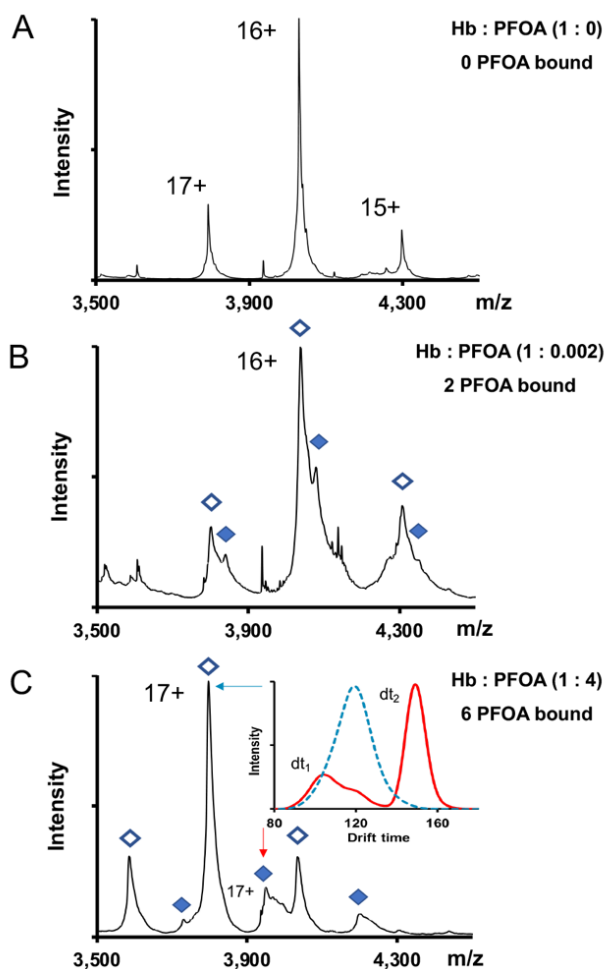 A
Hb : PFOA (1 : 0)
0 PFOA bound
16+
17+
15+
Intensity
3,500 3,900 4,300 m/z
B
Hb : PFOA (1 : 0.002)
2 PFOA bound
16+
Intensity
3,500 3,900 4,300 m/z
C
Hb : PFOA (1 : 4)
6 PFOA bound
17+
dt1
dt2
Intensity
80 120 160
Drift time
17+
Intensity
3,500 3,900 4,300 m/z